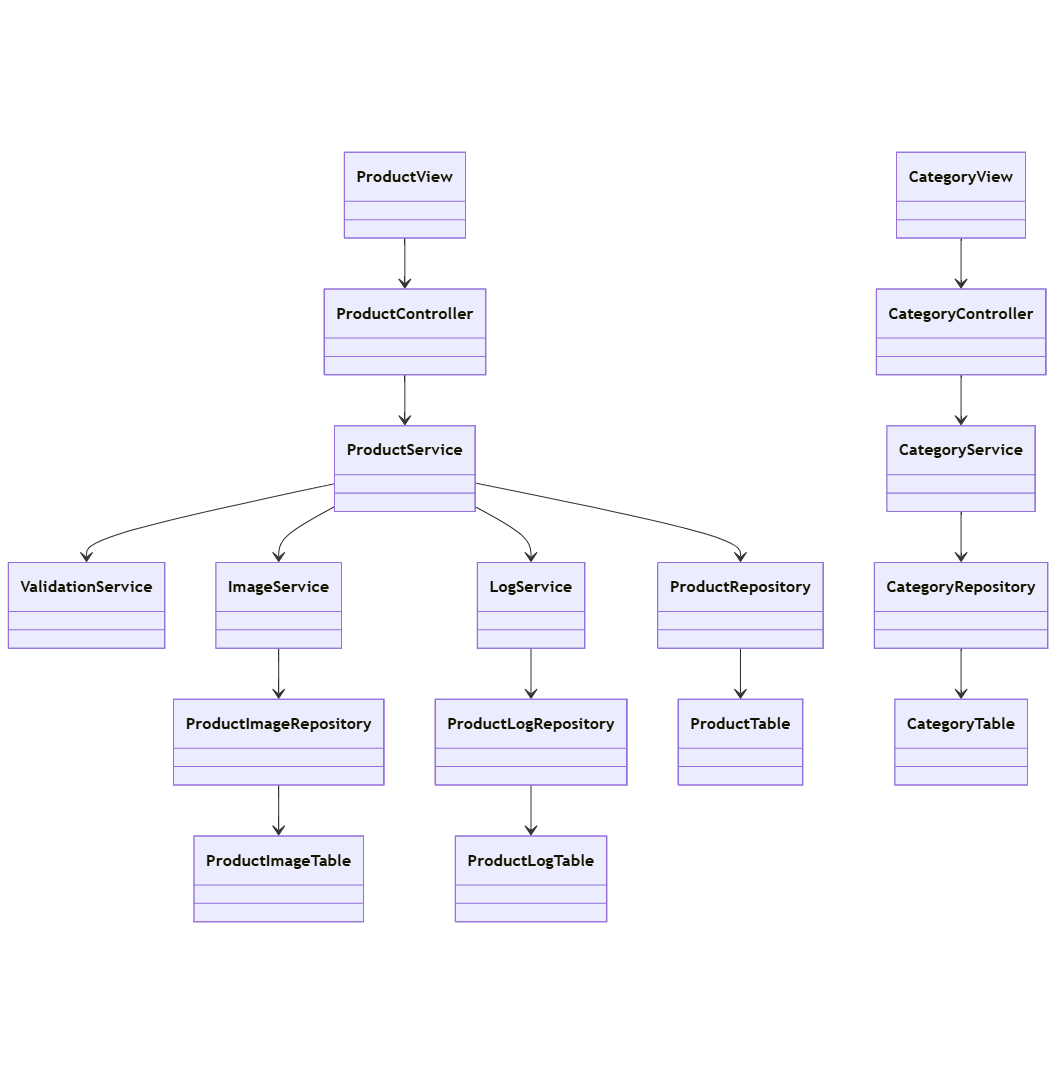 ProductView
CategoryView
ProductController
CategoryController
ProductService
CategoryService
ValidationService
ImageService
LogService
ProductRepository
CategoryRepository
ProductImageRepository
ProductLogRepository
ProductTable
CategoryTable
ProductImageTable
ProductLogTable